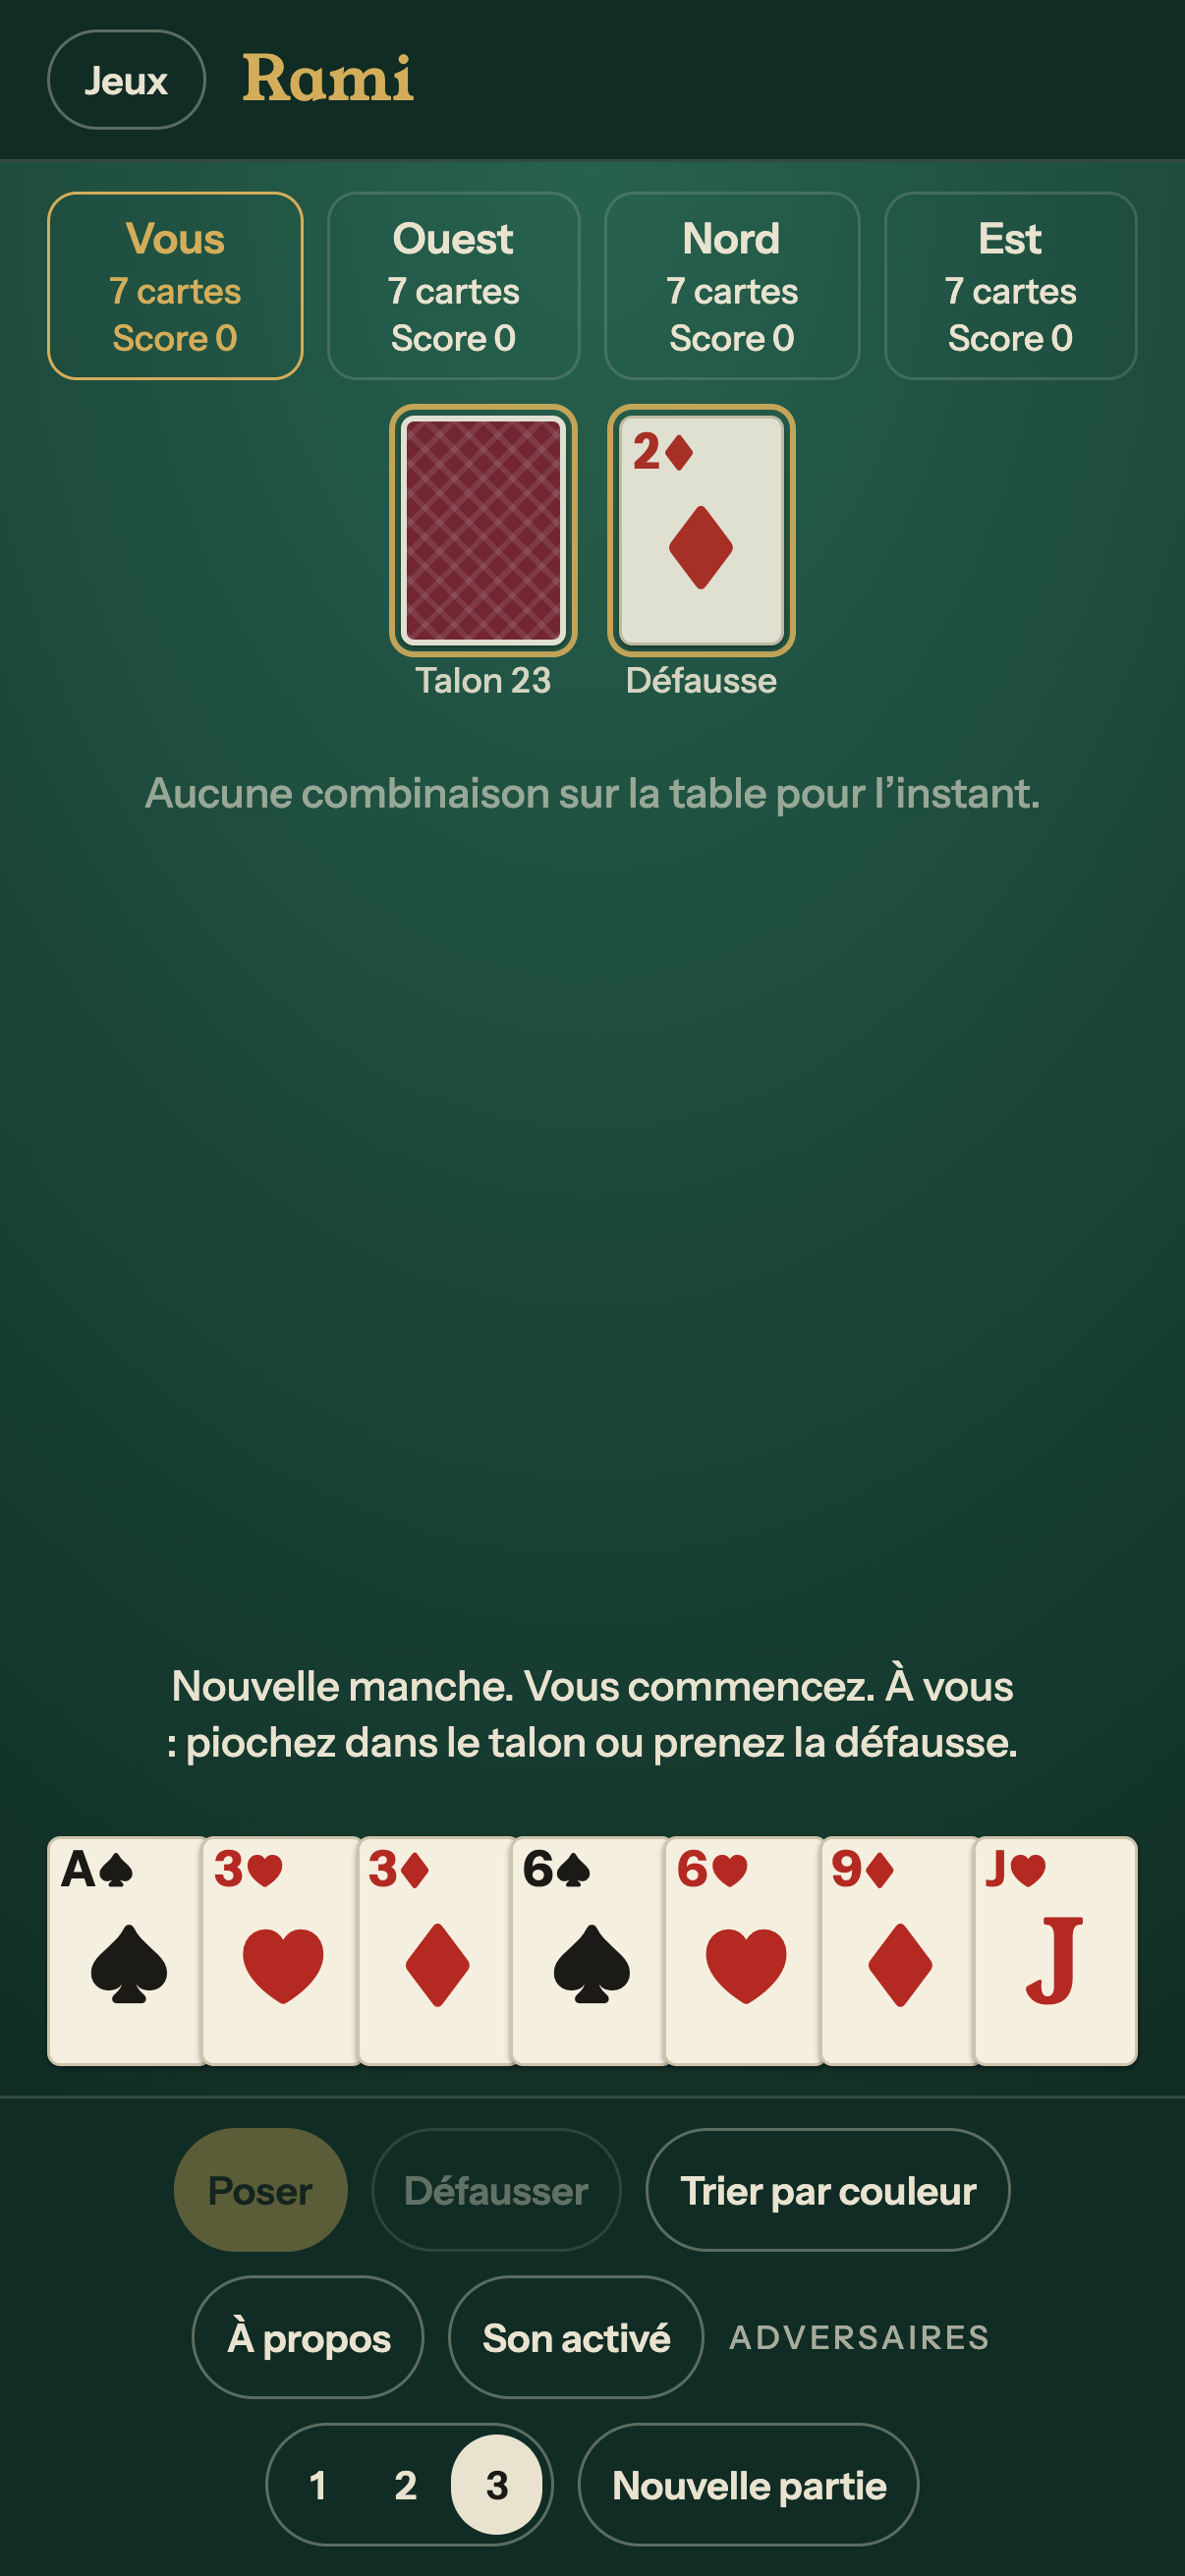 Jeux
Rami
Vous
7 cartes
Score 0
Ouest
7 cartes
Score 0
Nord
7 cartes
Score 0
Est
7 cartes
Score 0
2
Talon 23
Défausse
Aucune combinaison sur la table pour l’instant.
Nouvelle manche. Vous commencez. À vous
: piochez dans le talon ou prenez la défausse.
A♠ 3♥ 3♦ 6♠ 6♥ 9♦ J♥
J
Poser
Défausser
Trier par couleur
À propos
Son activé
ADVERSAIRES
1 2 3
Nouvelle partie